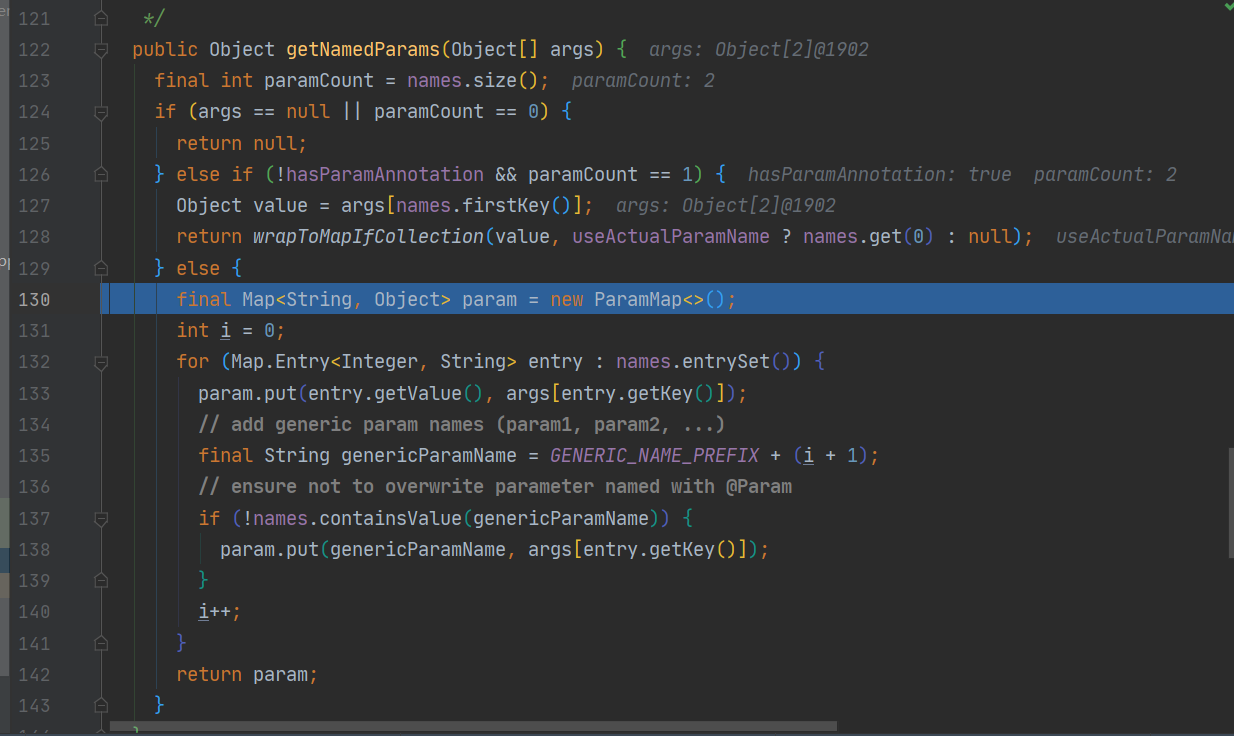 121 */
122 public Object getNamedParams(Object[] args) { args: Object[2]@1902
123 final int paramCount = names.size(); paramCount: 2
124 if (args == null || paramCount == 0) {
125 return null;
126 } else if (!hasParamAnnotation && paramCount == 1) { hasParamAnnotation: true paramCount: 2
127 Object value = args[names.firstKey()]; args: Object[2]@1902
128 return wrapToMapIfCollection(value, useActualParamName ? names.get(0) : null); useActualParamNa
129 } else {
130 final Map<String, Object> param = new ParamMap<>();
131 int i = 0;
132 for (Map.Entry<Integer, String> entry : names.entrySet()) {
133 param.put(entry.getValue(), args[entry.getKey()]);
134 // add generic param names (param1, param2, ...)
135 final String genericParamName = GENERIC_NAME_PREFIX + (i + 1);
136 // ensure not to overwrite parameter named with @Param
137 if (!names.containsValue(genericParamName)) {
138 param.put(genericParamName, args[entry.getKey()]);
139 }
140 i++;
141 }
142 return param;
143 }